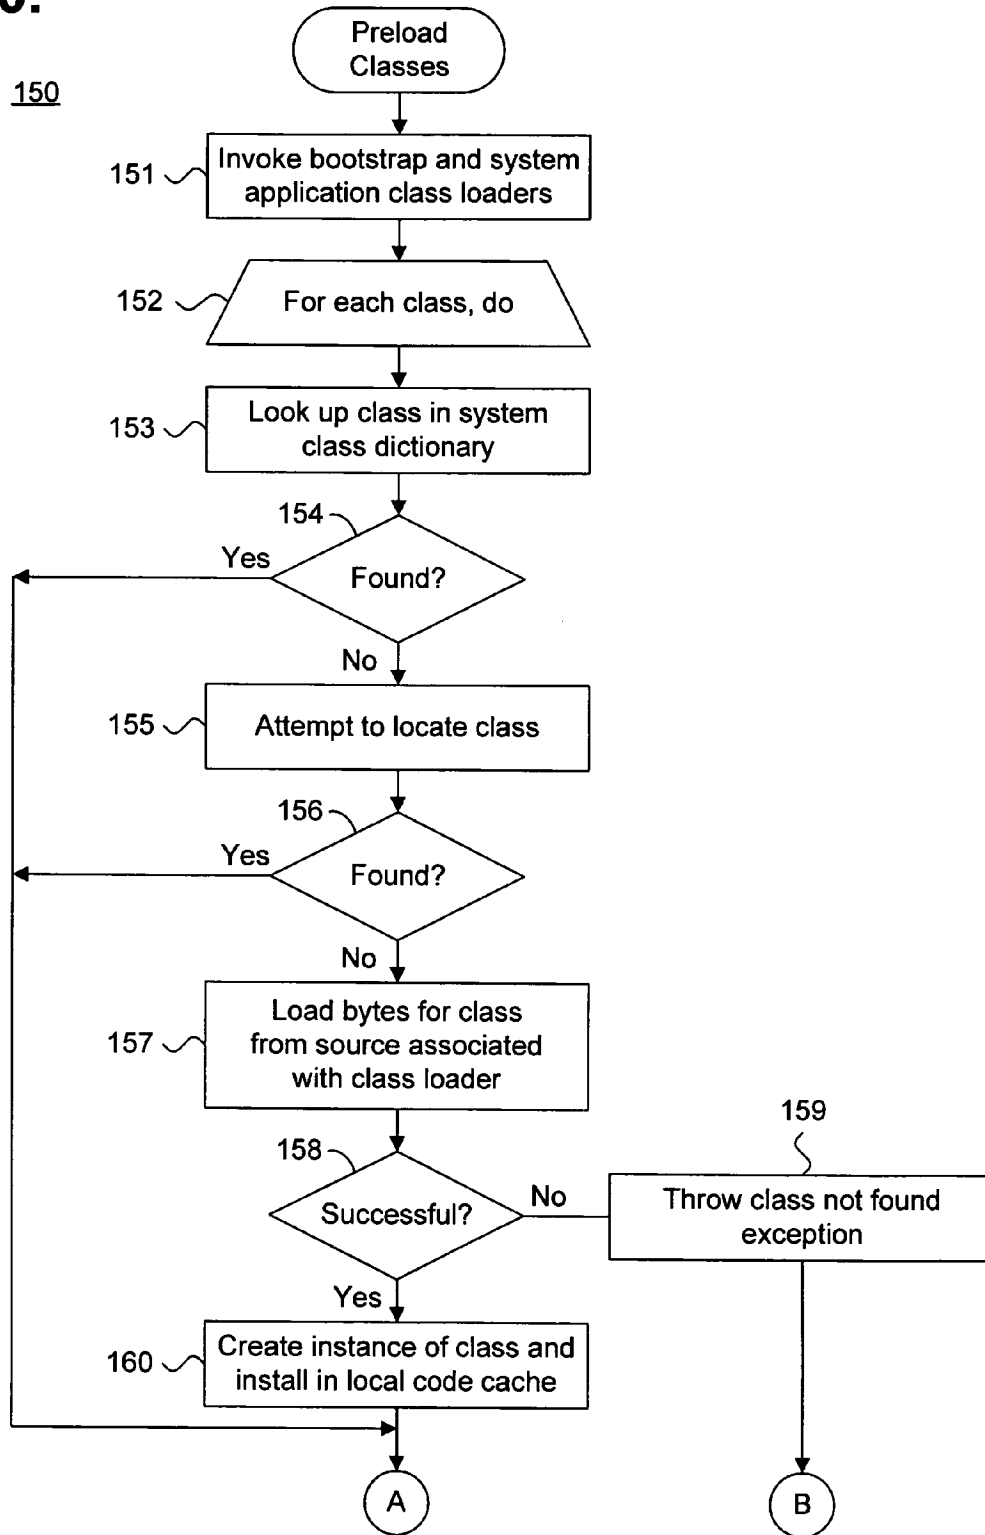 150
Preload
Classes
151
Invoke bootstrap and system
application class loaders
152
For each class, do
153
Look up class in system
class dictionary
154
Yes
Found?
No
155
Attempt to locate class
156
Yes
Found?
No
157
Load bytes for class
from source associated
with class loader
158
Successful?
No
159
Throw class not found
exception
Yes
160
Create instance of class and
install in local code cache
A
B